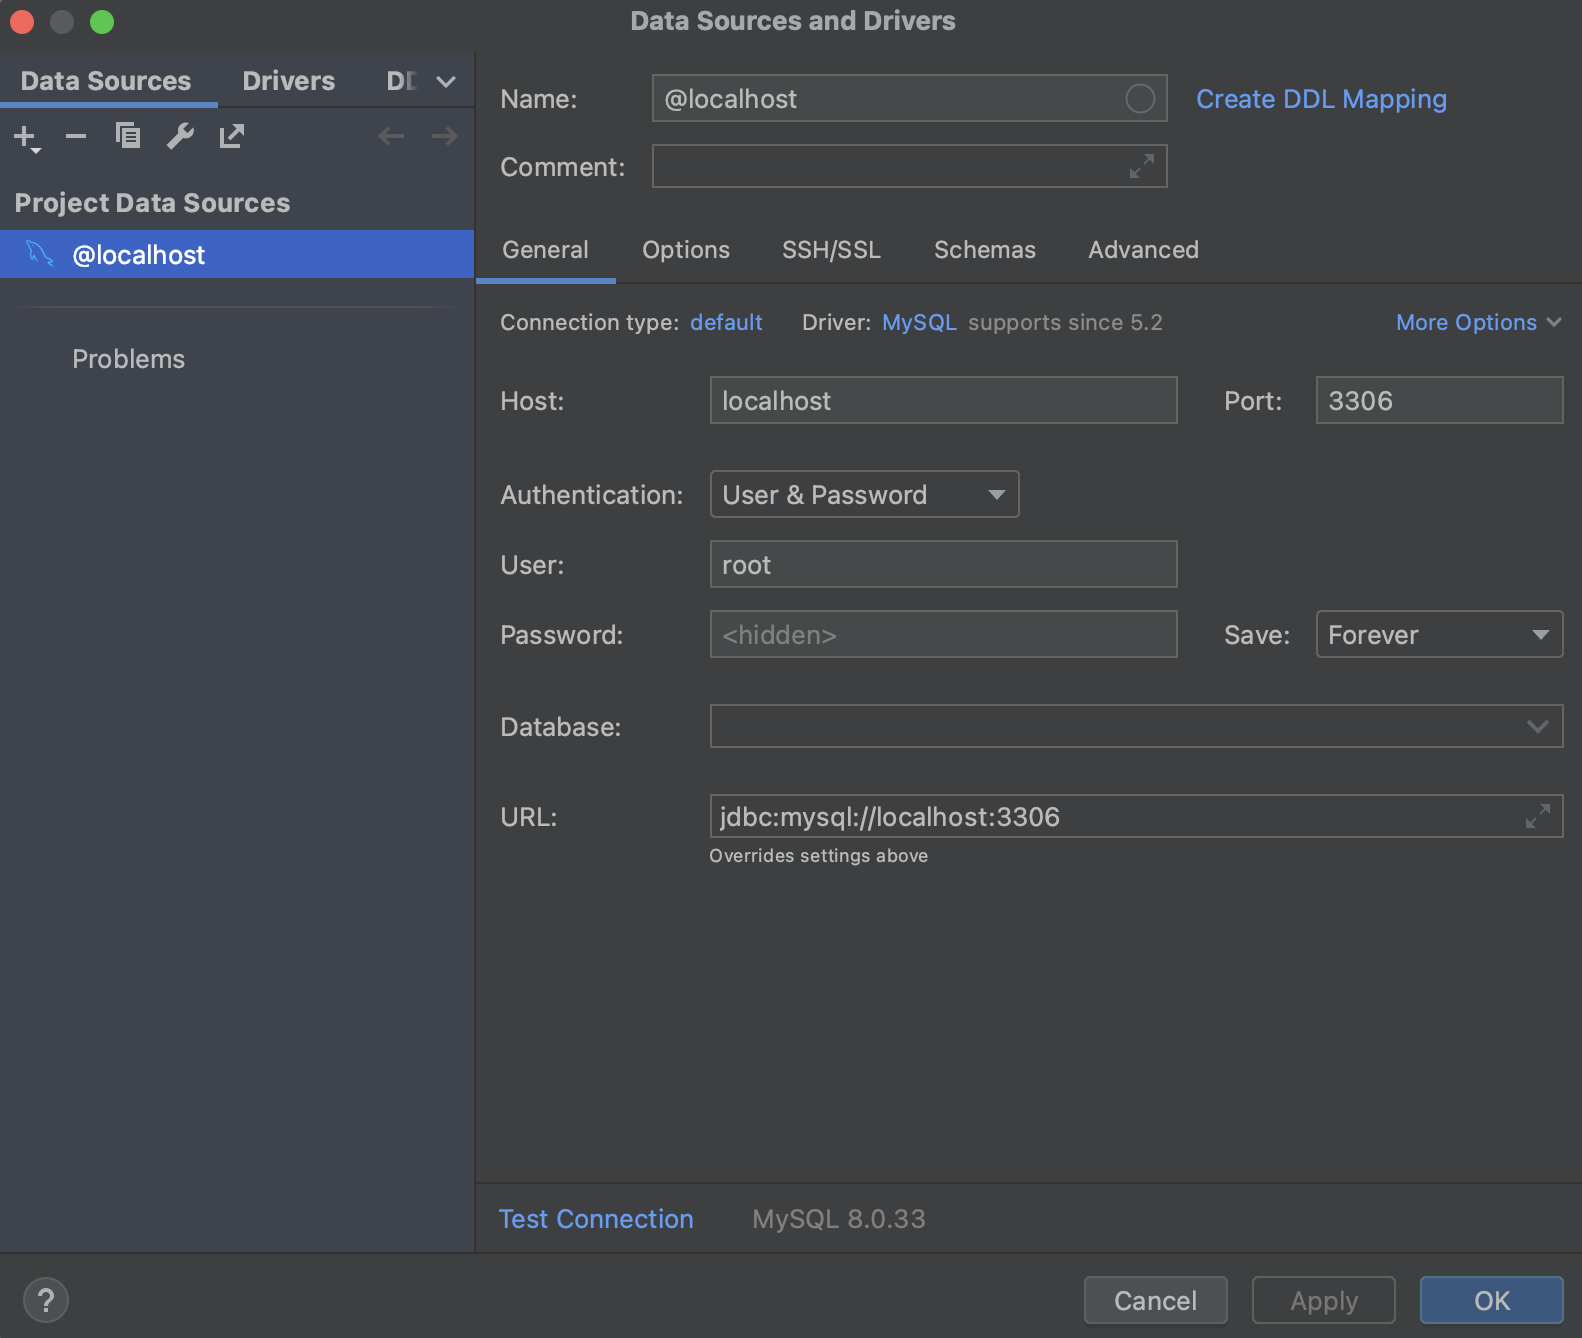 Data Sources and Drivers
Data Sources Drivers
Name: @localhost Create DDL Mapping
Comment:
Project Data Sources
@localhost
Problems
General Options SSH/SSL Schemas Advanced
Connection type: default Driver: MySQL supports since 5.2 More Options
Host: localhost Port: 3306
Authentication: User & Password
User: root
Password: <hidden> Save: Forever
Database:
URL: jdbc:mysql://localhost:3306
Overrides settings above
Test Connection MySQL 8.0.33
? Cancel Apply OK